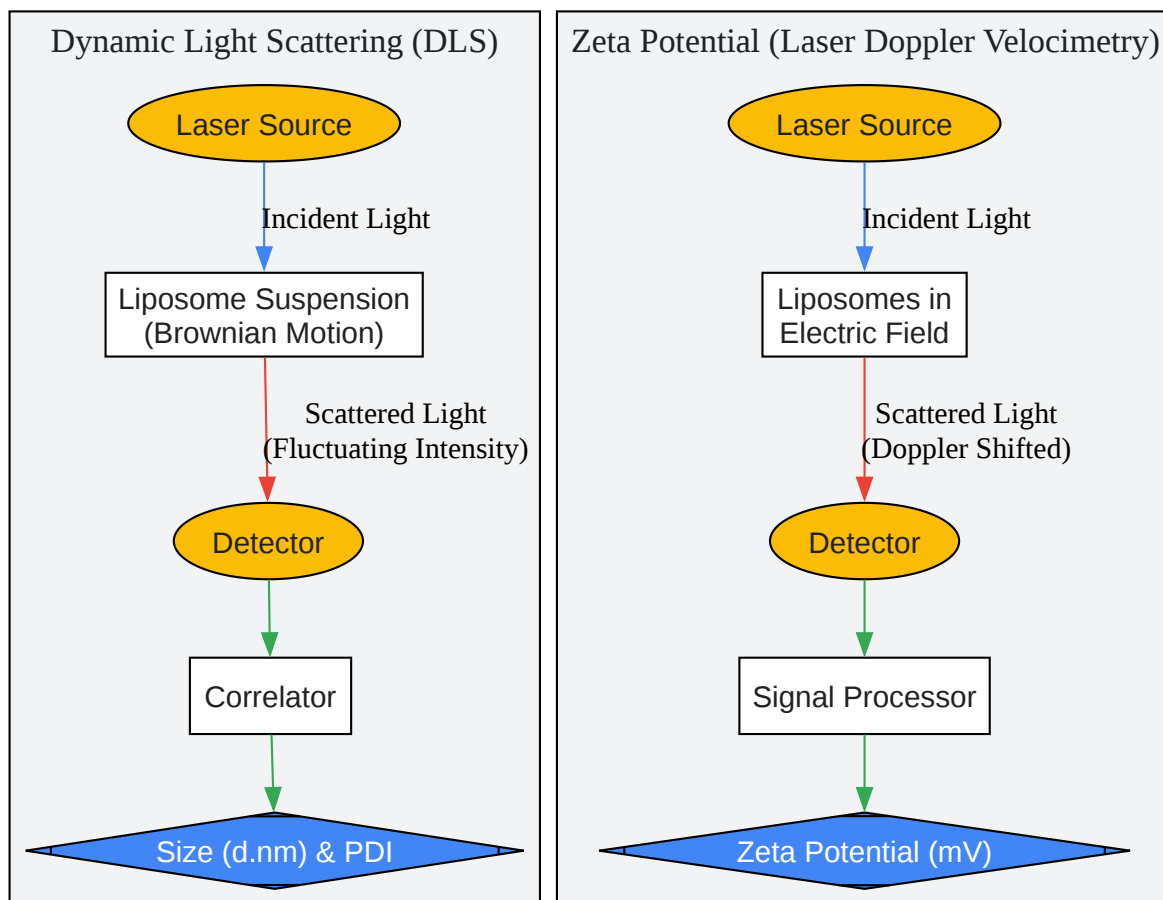 Dynamic Light Scattering (DLS)
Laser Source
Incident Light
Liposome Suspension
(Brownian Motion)
Scattered Light
(Fluctuating Intensity)
Detector
Correlator
Size (d.nm) & PDI
Zeta Potential (Laser Doppler Velocimetry)
Laser Source
Incident Light
Liposomes in
Electric Field
Scattered Light
(Doppler Shifted)
Detector
Signal Processor
Zeta Potential (mV)